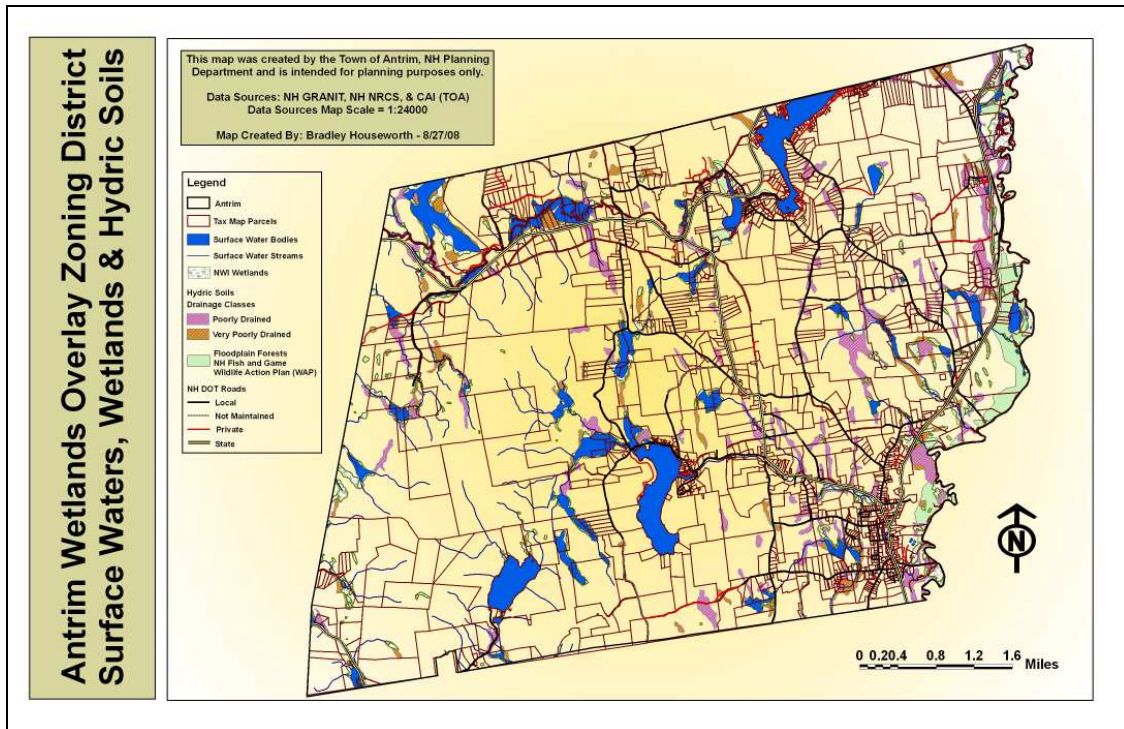 Antrim Wetlands Overlay Zoning District
Surface Waters, Wetlands & Hydric Soils
This map was created by the Town of Antrim, NH Planning
Department and is intended for planning purposes only.
Data Sources: NH GRANIT, NH NRCS, & CAI (TOA)
Data Sources Map Scale = 1:24000
Map Created By: Bradley Houseworth - 8/27/08
Legend
Antrim
Tax Map Parcels
Surface Water Bodies
Surface Water Streams
NWI Wetlands
Hydric Soils
Drainage Classes
Poorly Drained
Very Poorly Drained
Floodplain Forests
NH Fish and Game
Wildlife Action Plan (WAP)
NH DOT Roads
Local
Not Maintained
Private
State
N
0 0.20.4 0.8 1.2 1.6
Miles